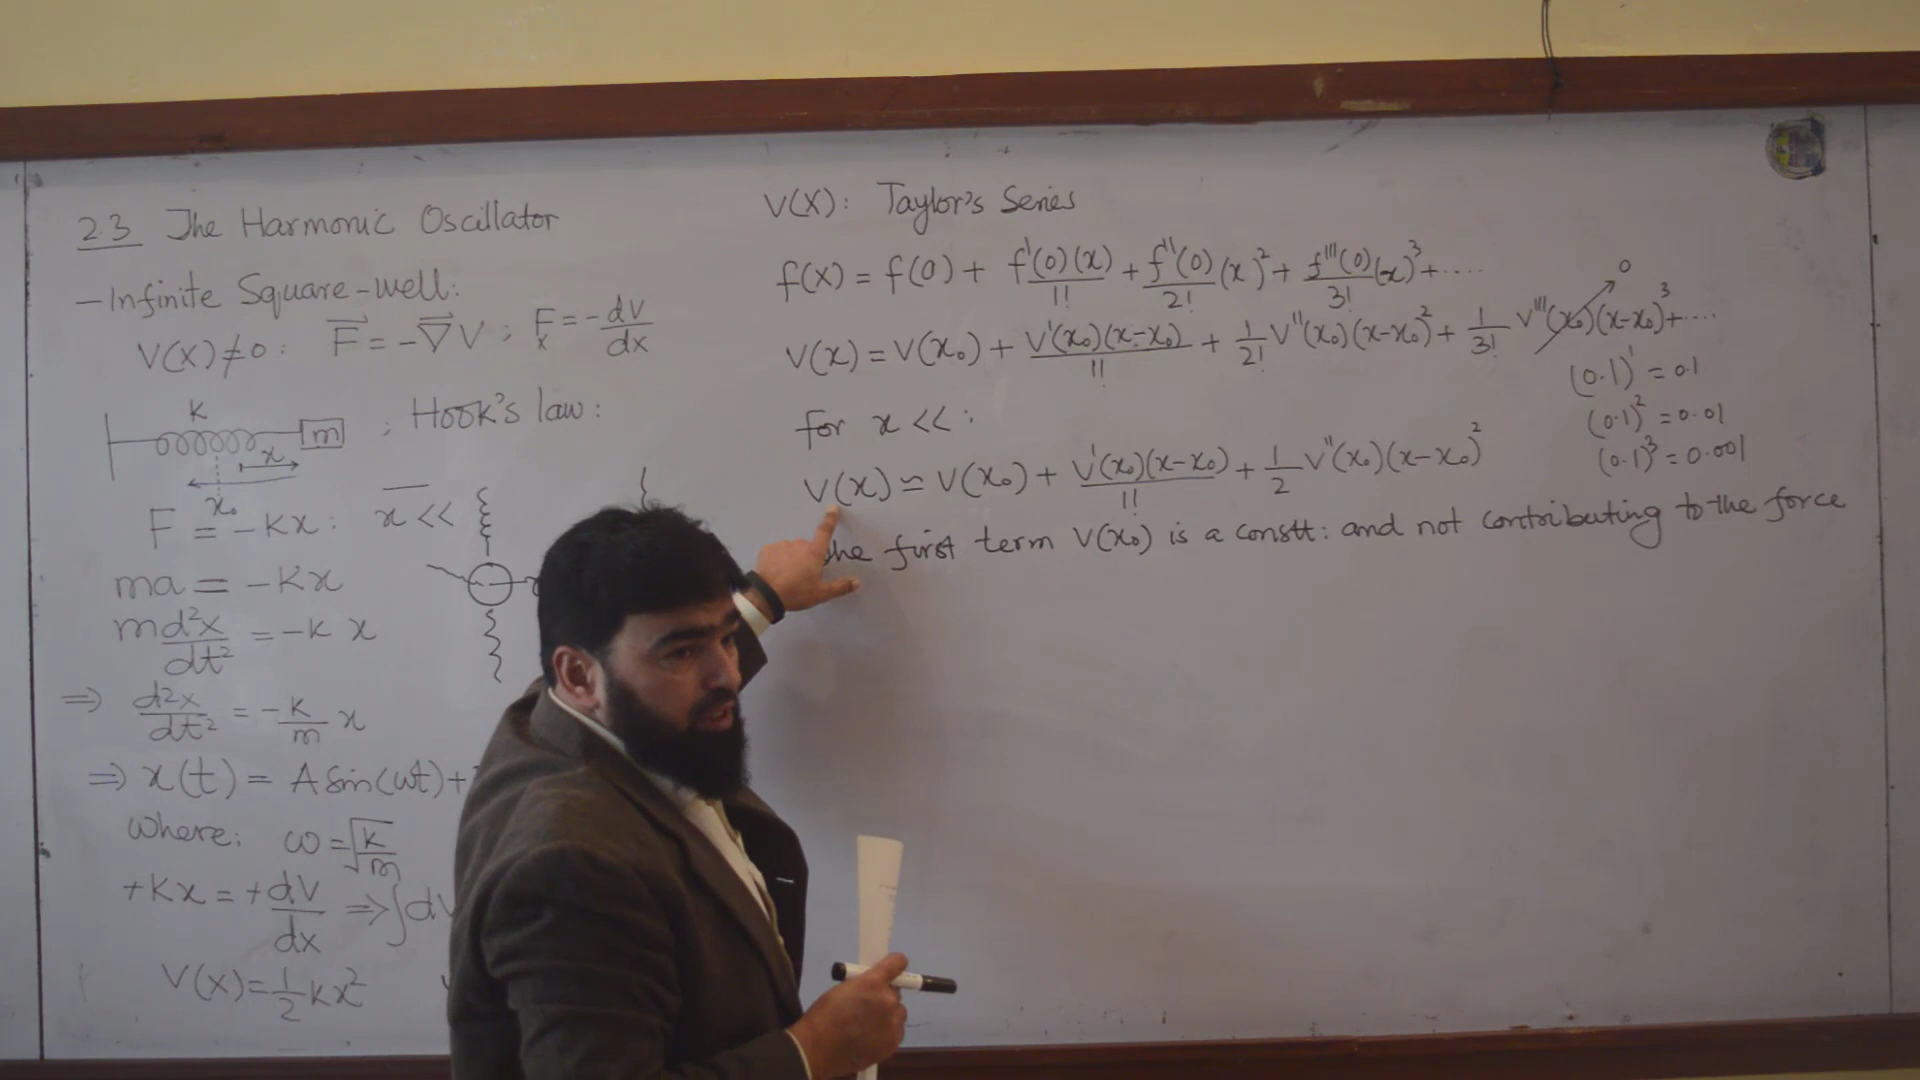 2.3 The Harmonic Oscillator
- Infinite Square-well:
V(x)≠0: F⃗ = -∇⃗V ; Fₓ = -dV/dx
K
m
; Hook's law:
x
x₀
F = -Kx : x <<
ma = -Kx
m d²x/dt² = -K x
⇒ d²x/dt² = -K/m x
⇒ x(t) = A Sin(ωt)+
Where: ω = √K/m
+Kx = +dV/dx ⇒ ∫dV
V(x) = 1/2 kx²
V(x): Taylor's Series
f(x) = f(0) + f'(0)(x)/1! + f''(0)/2! (x)² + f'''(0)/3! (x)³ + ....
V(x) = V(x₀) + V'(x₀)(x-x₀)/1! + 1/2! V''(x₀)(x-x₀)² + 1/3! V'''(x₀)(x-x₀)³ + ....
0
(0.1)¹ = 0.1
(0.1)² = 0.01
(0.1)³ = 0.001
for x << :
V(x) ≃ V(x₀) + V'(x₀)(x-x₀)/1! + 1/2 V''(x₀)(x-x₀)²
The first term V(x₀) is a constt: and not contributing to the force